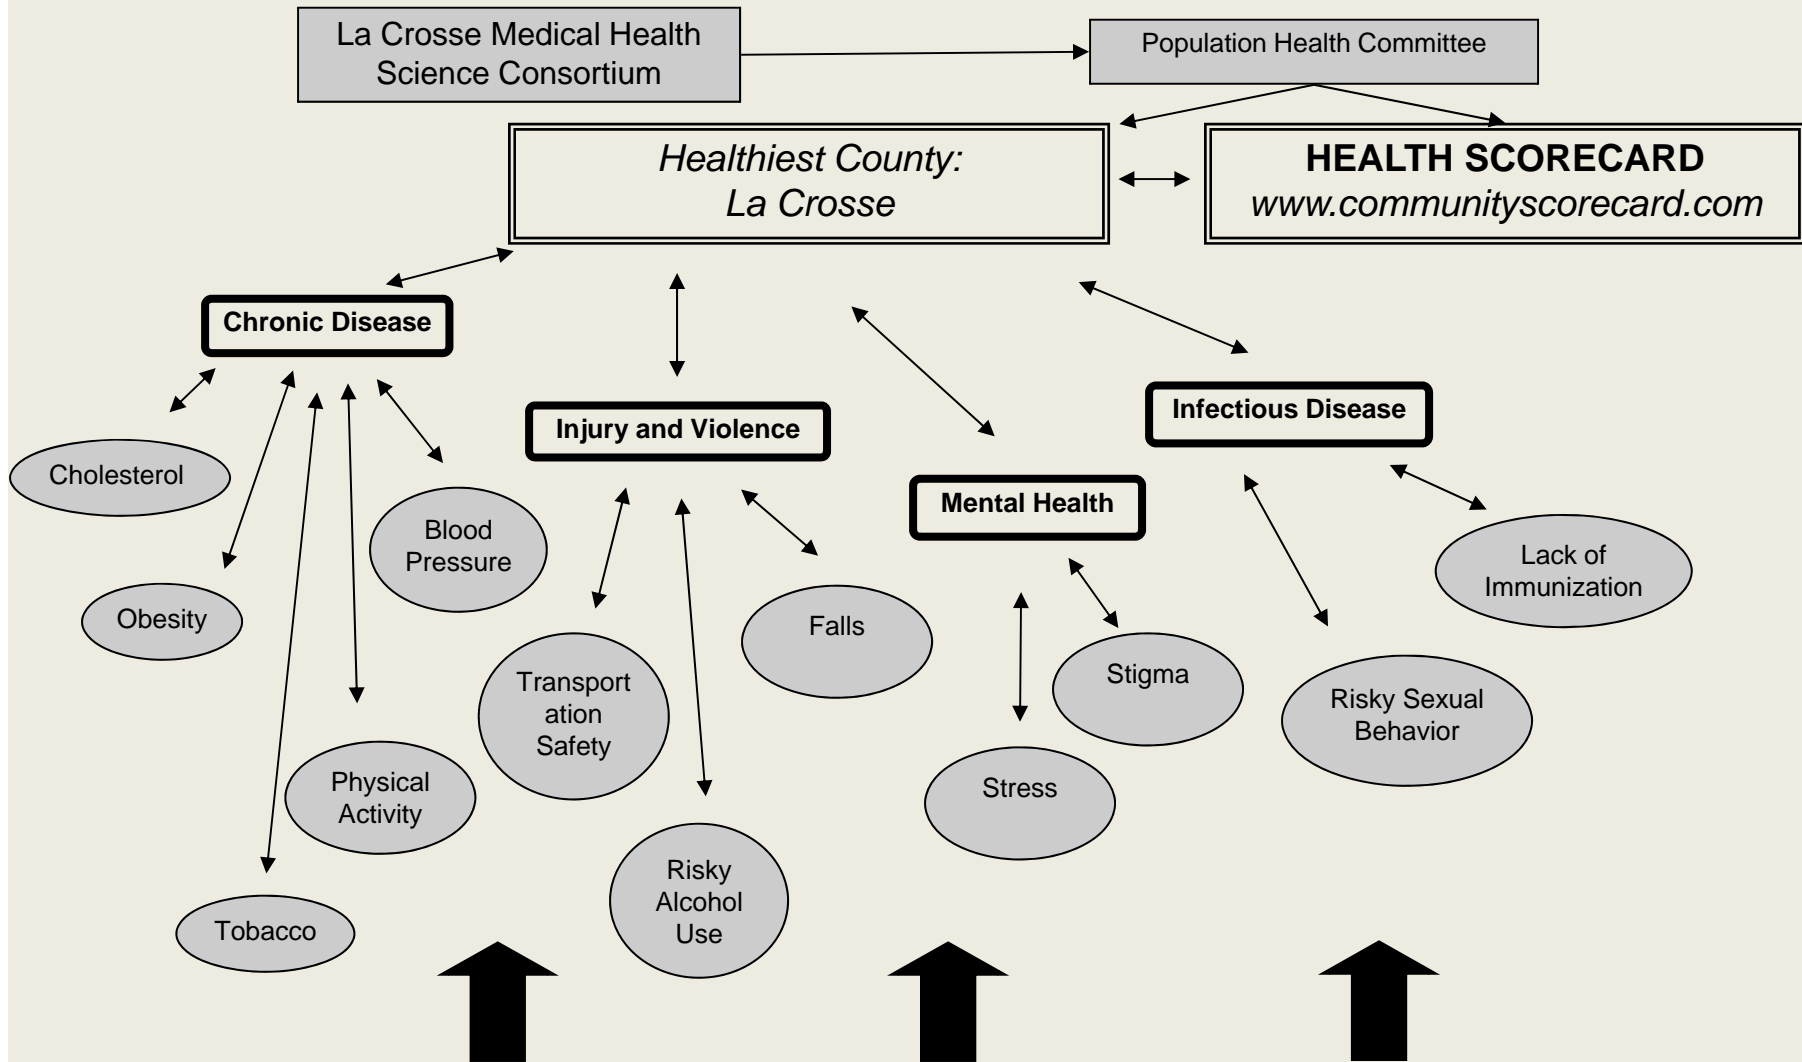 La Crosse Medical Health
Science Consortium
Population Health Committee
Healthiest County:
La Crosse
HEALTH SCORECARD
www.communityscorecard.com
Chronic Disease
Injury and Violence
Mental Health
Infectious Disease
Cholesterol
Obesity
Tobacco
Physical
Activity
Blood
Pressure
Transport
ation
Safety
Risky
Alcohol
Use
Falls
Stress
Stigma
Risky Sexual
Behavior
Lack of
Immunization